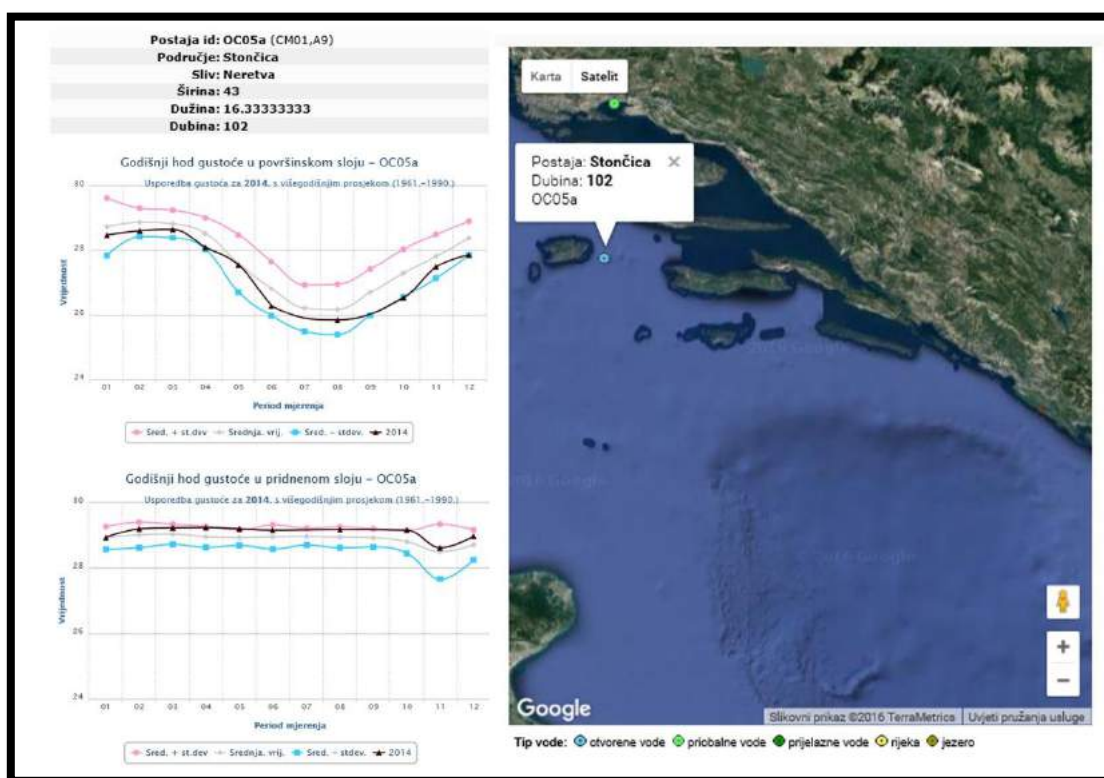 Postaja id: OC05a (CM01,A9)
Područje: Stončica
Sliv: Neretva
Širina: 43
Dužina: 16.33333333
Dubina: 102
Godišnji hod gustoće u površinskom sloju – OC05a
Usporedba gustoća za 2014. s višegodišnjim prosjekom (1961.–1990.)
30
28
26
24
Vrijednost
01 02 03 04 05 06 07 08 09 10 11 12
Period mjerenja
Sred. + st.dev Srednja. vrij. Sred. – stdev. 2014
Godišnji hod gustoće u pridnenom sloju – OC05a
Usporedba gustoća za 2014. s višegodišnjim prosjekom (1961.–1990.)
30
28
26
24
Vrijednost
01 02 03 04 05 06 07 08 09 10 11 12
Period mjerenja
Sred. + st.dev Srednja. vrij. Sred. – stdev. 2014
Karta Satelit
Postaja: Stončica ×
Dubina: 102
OC05a
+
−
Google
Slikovni prikaz ©2016 TerraMetrics Uvjeti pružanja usluge
Tip vode: otvorene vode priobalne vode prijelazne vode rijeka jezero